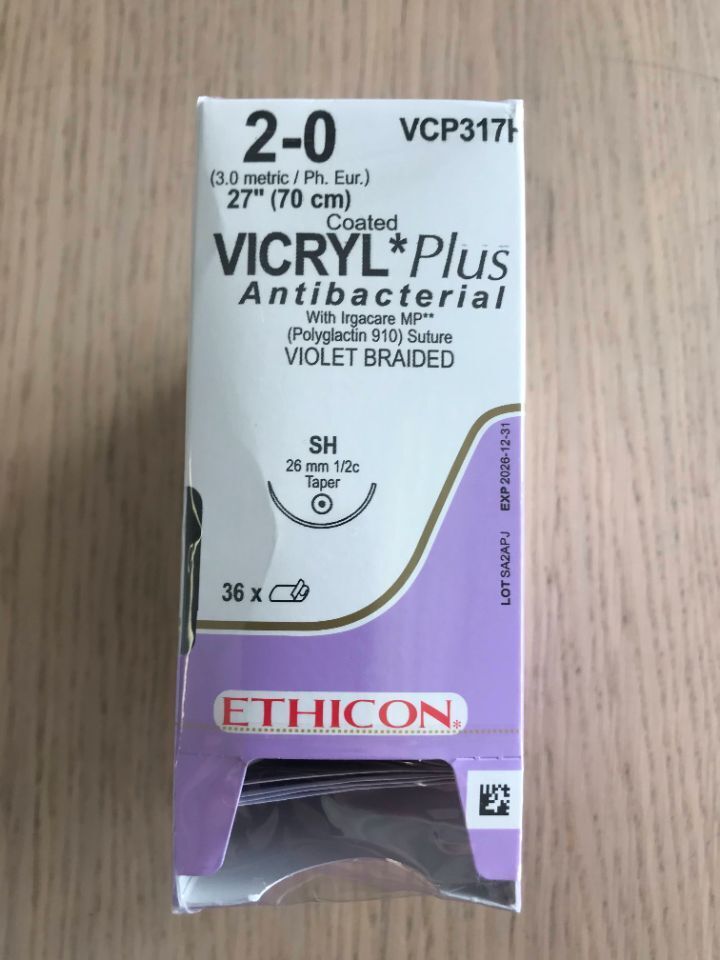 2-0
VCP317H
(3.0 metric / Ph. Eur.)
27" (70 cm)
Coated
VICRYL*Plus
Antibacterial
With Irgacare MP**
(Polyglactin 910) Suture
VIOLET BRAIDED
SH
26 mm 1/2c
Taper
36 x
LOT SA2APJ EXP 2026-12-31
ETHICON*